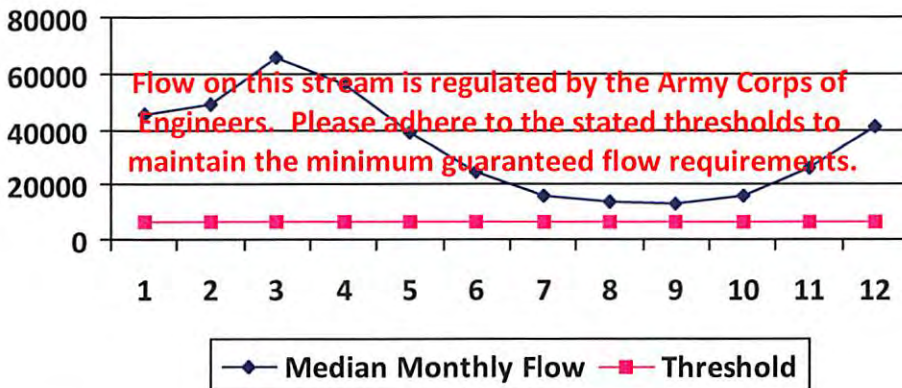 80000
60000
40000
20000
0
Flow on this stream is regulated by the Army Corps of
Engineers. Please adhere to the stated thresholds to
maintain the minimum guaranteed flow requirements.
1 2 3 4 5 6 7 8 9 10 11 12
Median Monthly Flow Threshold